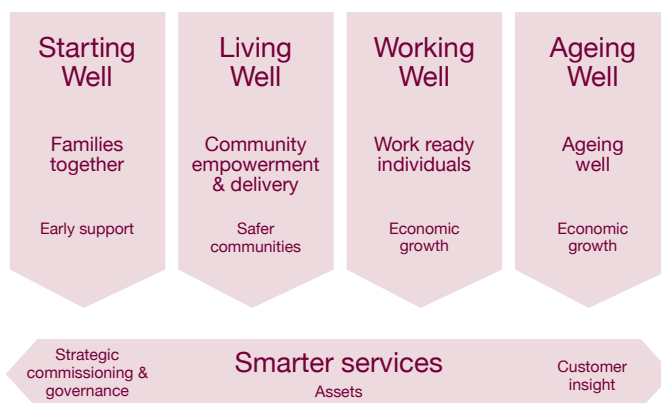 Starting
Well
Families
together
Early support
Living
Well
Community
empowerment
& delivery
Safer
communities
Working
Well
Work ready
individuals
Economic
growth
Ageing
Well
Ageing
well
Economic
growth
Strategic
commissioning &
governance
Smarter services
Assets
Customer
insight